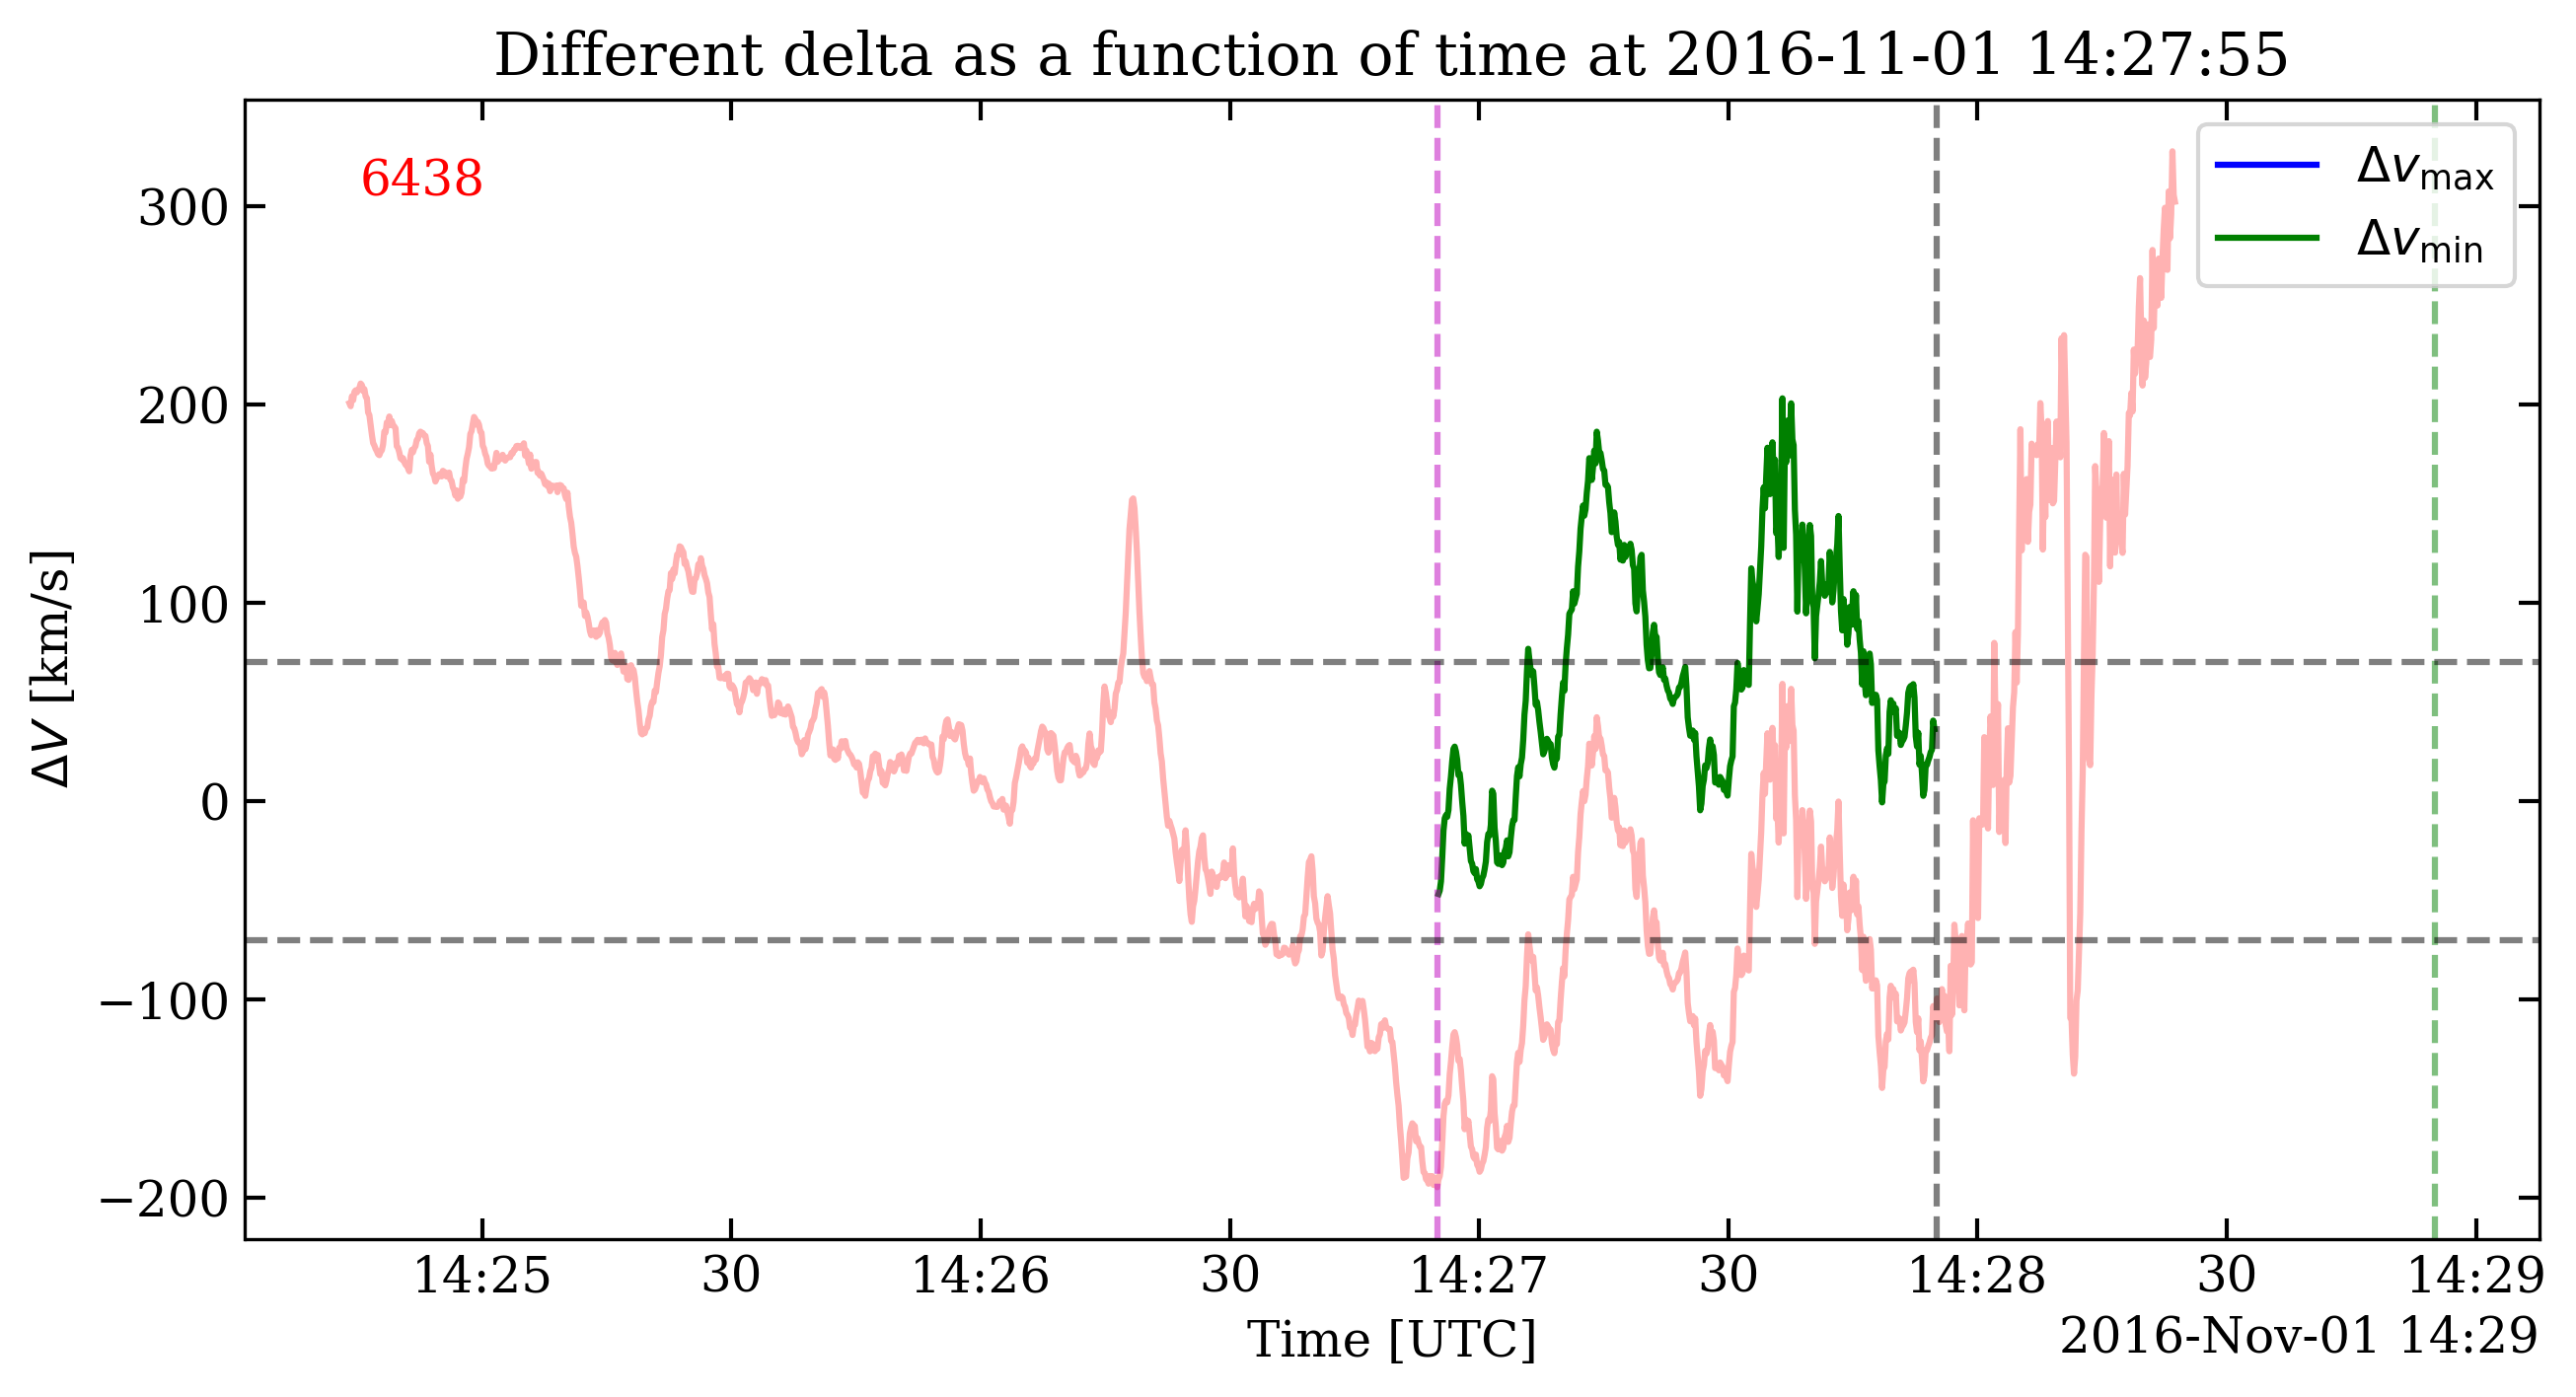 Different delta as a function of time at 2016-11-01 14:27:55
6438
Δv_max
Δv_min
300
200
100
0
−100
−200
ΔV [km/s]
14:25 30 14:26 30 14:27 30 14:28 30 14:29
Time [UTC]
2016-Nov-01 14:29